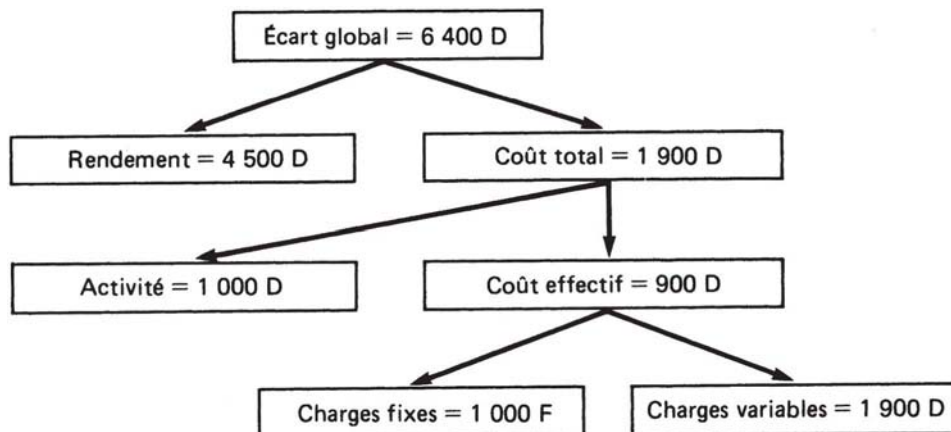 Écart global = 6 400 D
Rendement = 4 500 D
Coût total = 1 900 D
Activité = 1 000 D
Coût effectif = 900 D
Charges fixes = 1 000 F
Charges variables = 1 900 D